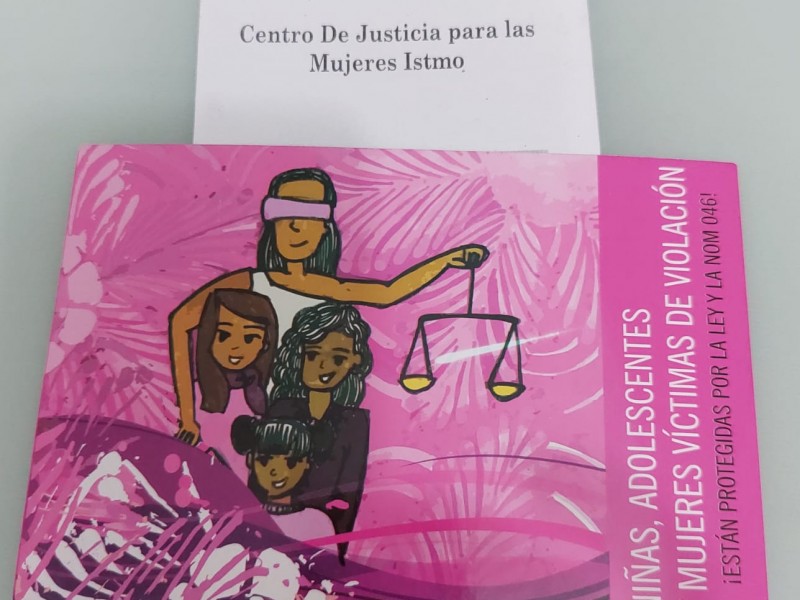 Centro De Justicia para las
Mujeres Istmo
NIÑAS, ADOLESCENTES
MUJERES VÍCTIMAS DE VIOLACIÓN
¡ESTÁN PROTEGIDAS POR LA LEY Y LA NOM 046!